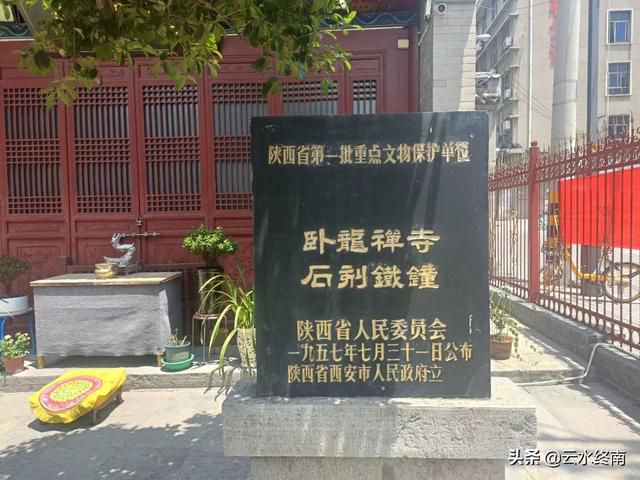 陕西省第一批重点文物保护单位
卧龍禅寺
石刻鐵鐘
陕西省人民委员会
一九五七年七月三十一日公布
陕西省西安市人民政府立
头条 @云水终南